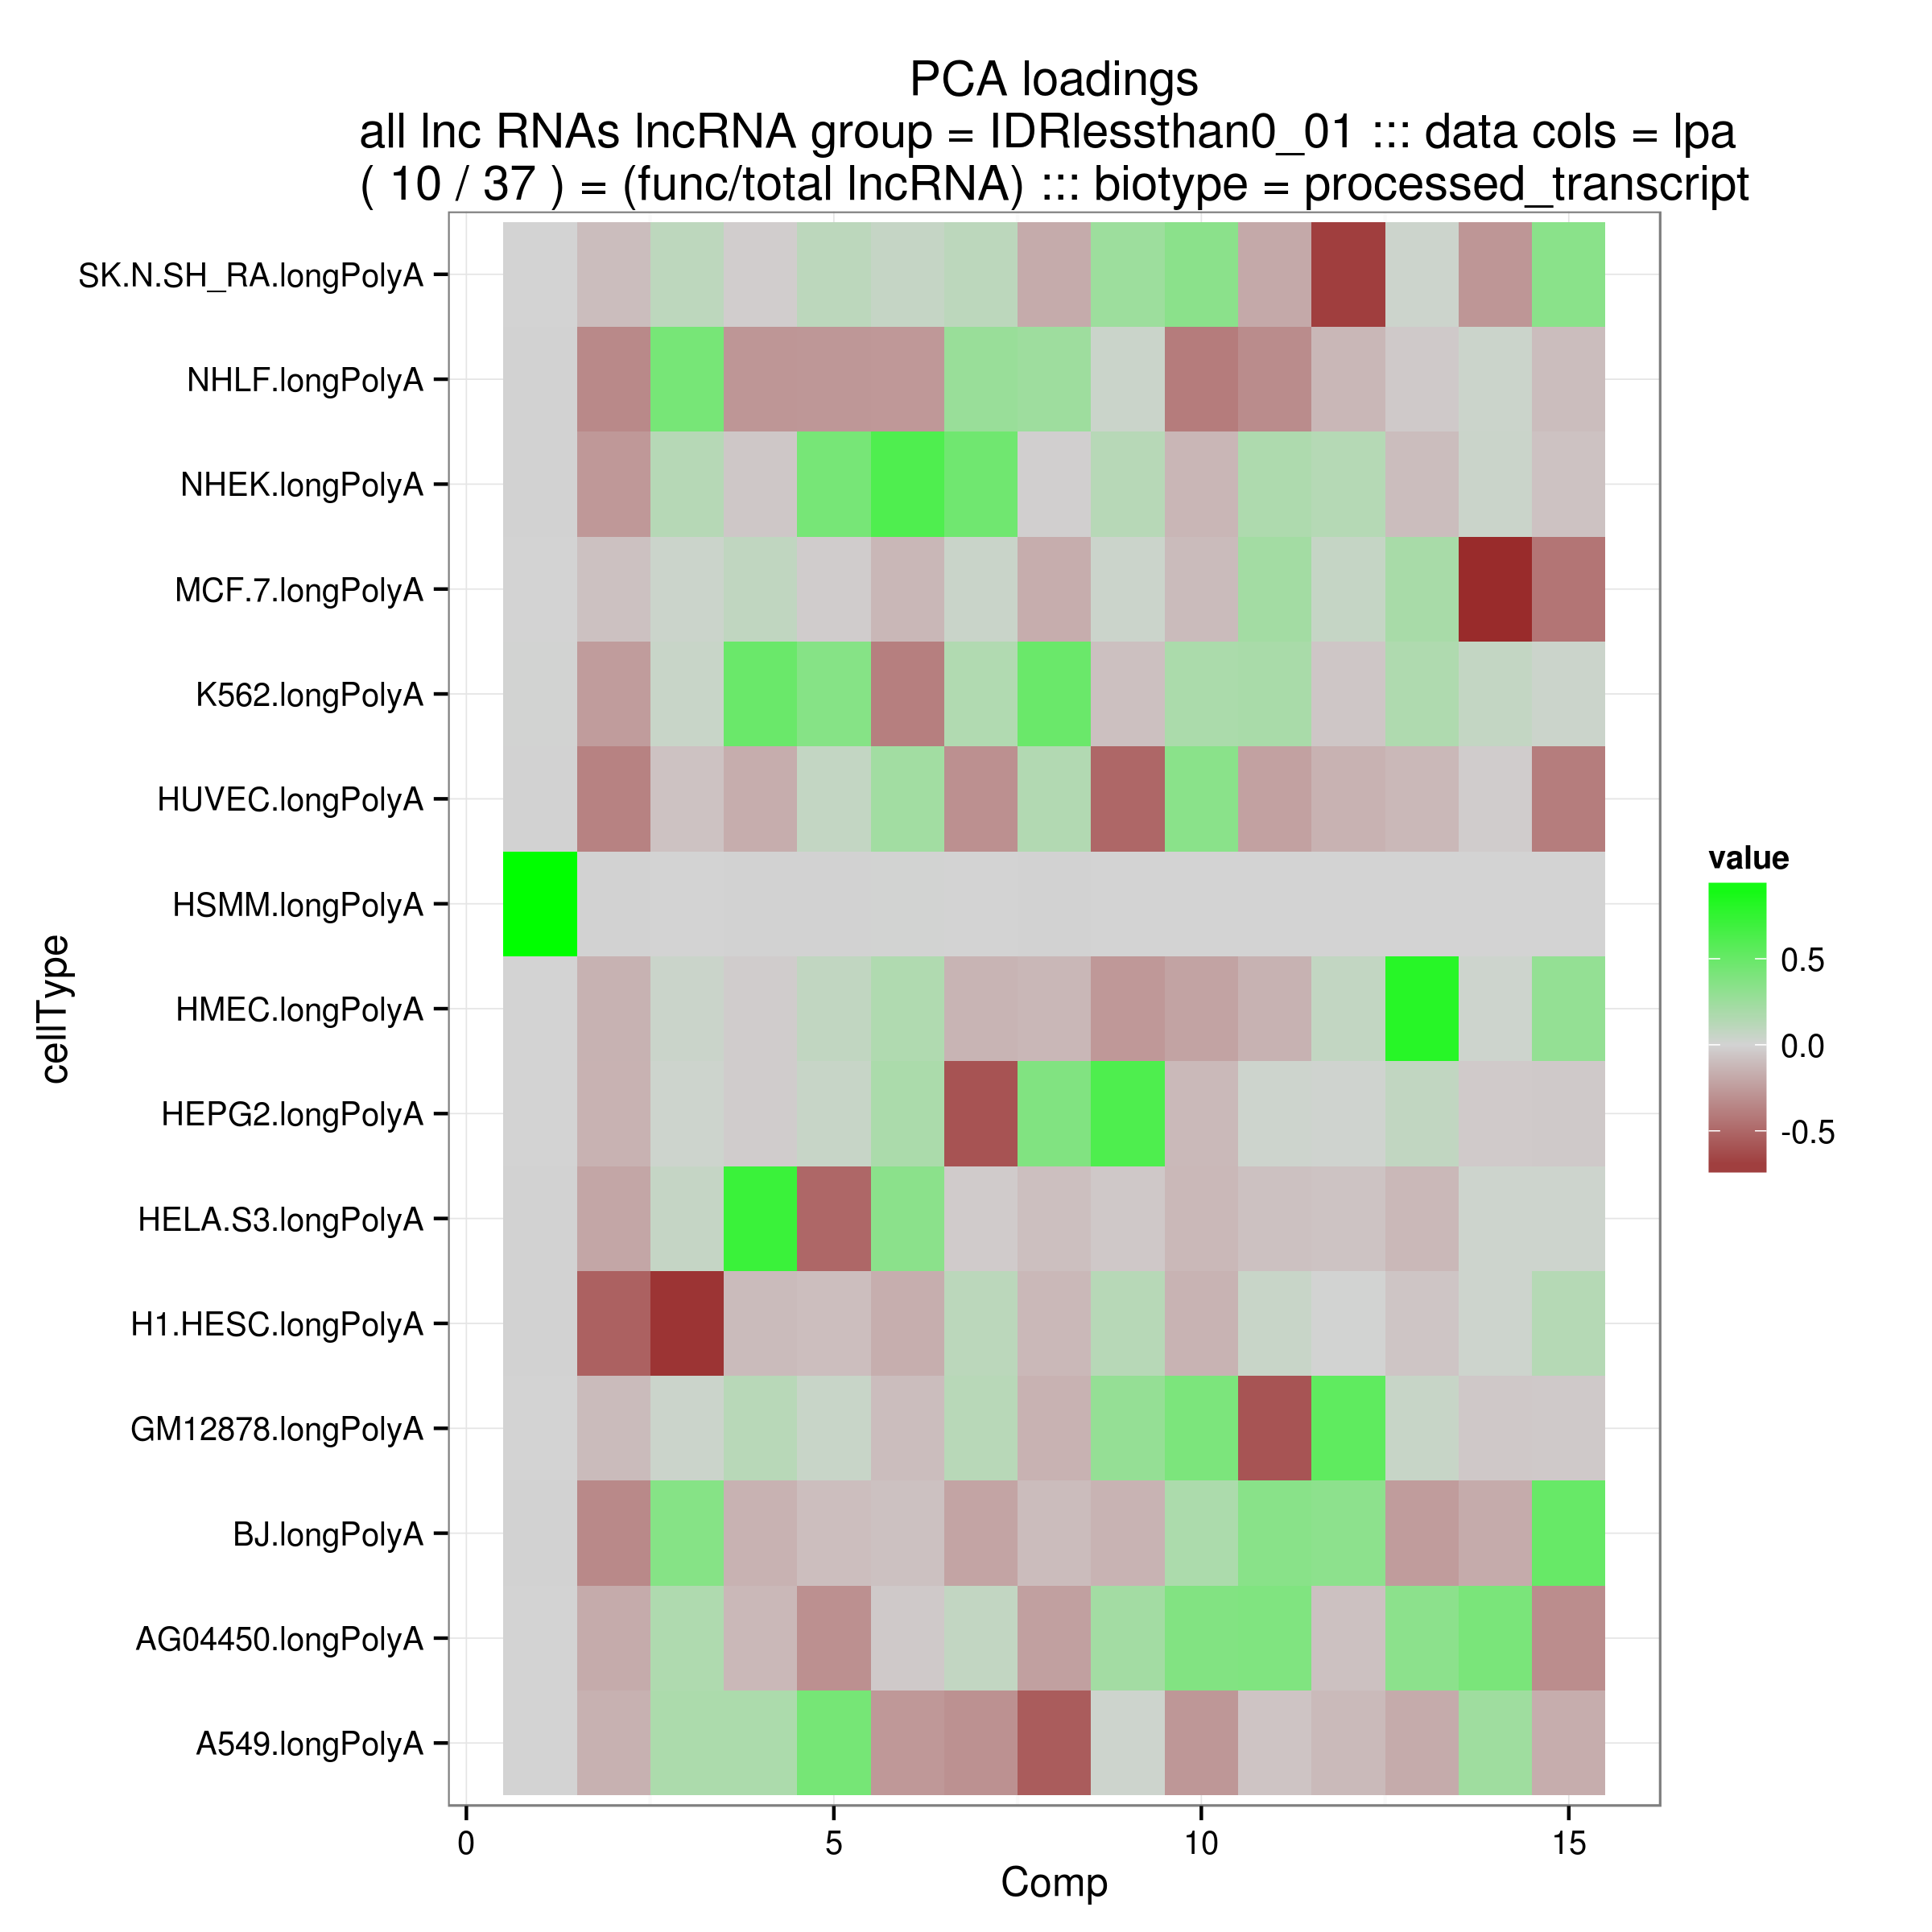 PCA loadings
all lnc RNAs lncRNA group = IDRlessthan0_01 ::: data cols = lpa
( 10 / 37 ) = (func/total lncRNA) ::: biotype = processed_transcript
SK.N.SH_RA.longPolyA
NHLF.longPolyA
NHEK.longPolyA
MCF.7.longPolyA
K562.longPolyA
HUVEC.longPolyA
HSMM.longPolyA
HMEC.longPolyA
HEPG2.longPolyA
HELA.S3.longPolyA
H1.HESC.longPolyA
GM12878.longPolyA
BJ.longPolyA
AG04450.longPolyA
A549.longPolyA
cellType
0 5 10 15
Comp
value
0.5
0.0
-0.5